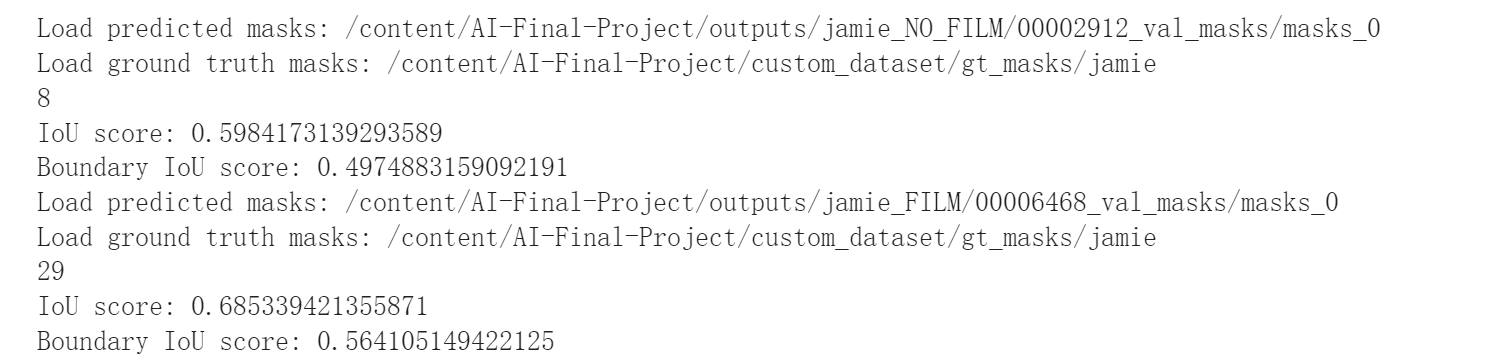 Load predicted masks: /content/AI-Final-Project/outputs/jamie_NO_FILM/00002912_val_masks/masks_0
Load ground truth masks: /content/AI-Final-Project/custom_dataset/gt_masks/jamie
8
IoU score: 0.5984173139293589
Boundary IoU score: 0.4974883159092191
Load predicted masks: /content/AI-Final-Project/outputs/jamie_FILM/00006468_val_masks/masks_0
Load ground truth masks: /content/AI-Final-Project/custom_dataset/gt_masks/jamie
29
IoU score: 0.685339421355871
Boundary IoU score: 0.564105149422125